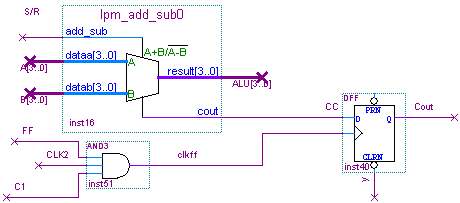 S/R
lpm_add_sub0
add_sub
A+B/A-B
dataa[3..0]
A
A[3..0]
result[3..0]
datab[3..0]
B
B[3..0]
ALU[3..0]
cout
inst16
CC
DFF
PRN
D
Q
Cout
CLRN
inst40
FF
AND3
CLK2
clkff
C1
inst51